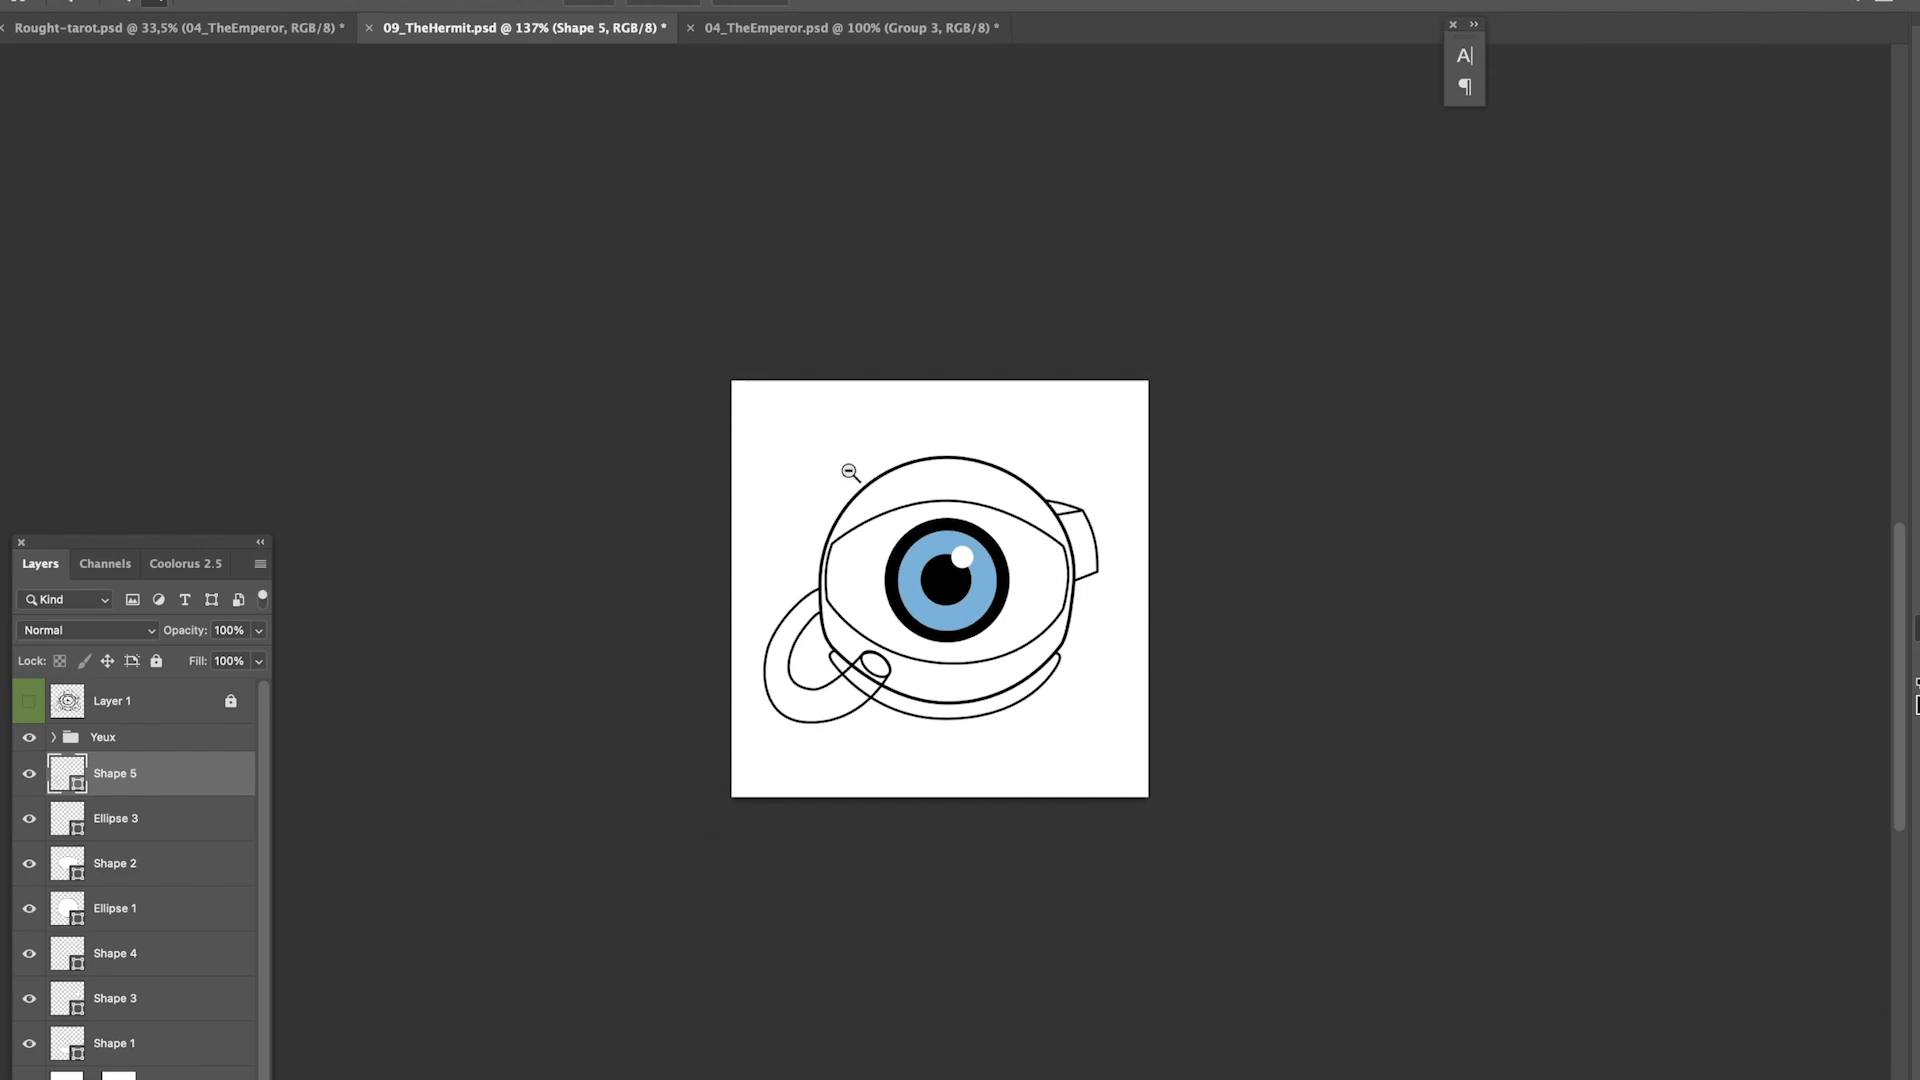 Rought-tarot.psd @ 33,5% (04_TheEmperor, RGB/8) *
09_TheHermit.psd @ 137% (Shape 5, RGB/8) *
04_TheEmperor.psd @ 100% (Group 3, RGB/8) *
A
¶
Layers Channels Coolorus 2.5
Kind
Normal Opacity: 100%
Lock: Fill: 100%
Layer 1
Yeux
Shape 5
Ellipse 3
Shape 2
Ellipse 1
Shape 4
Shape 3
Shape 1